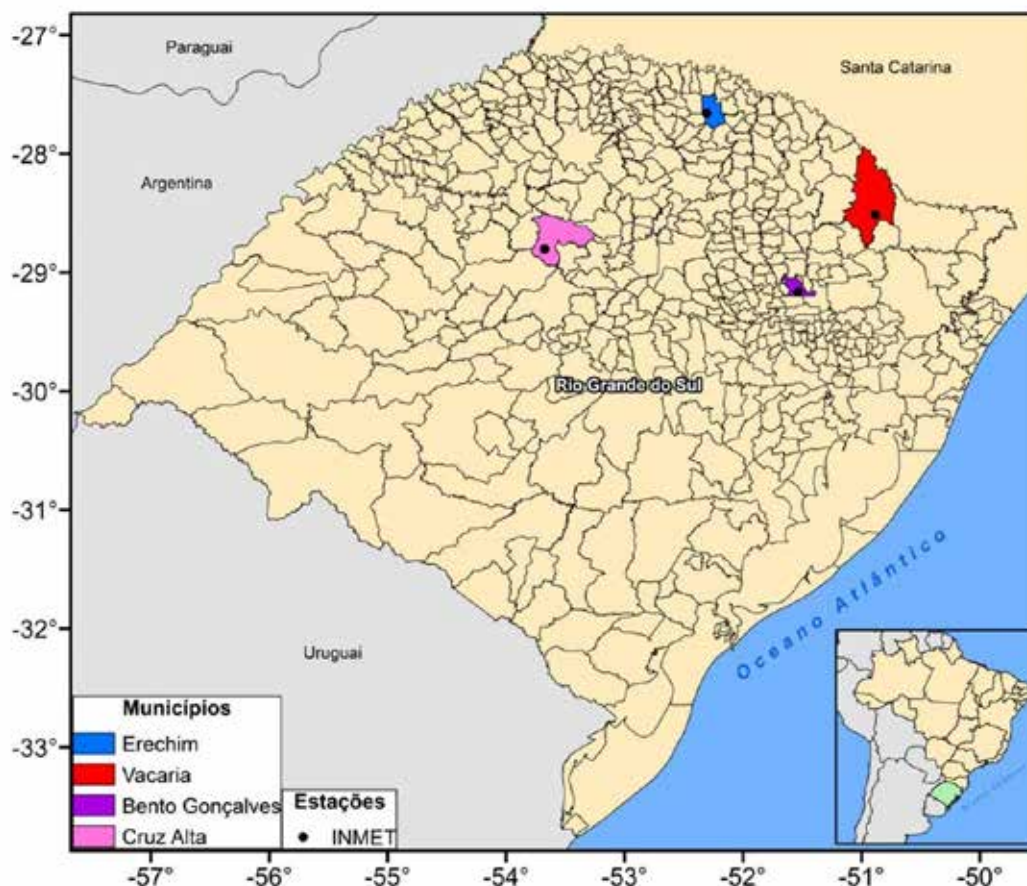 -27°
-28°
-29°
-30°
-31°
-32°
-33°
Paraguai
Santa Catarina
Argentina
Rio Grande do Sul
Oceano Atlântico
Uruguai
Municípios
Erechim
Vacaria
Bento Gonçalves
Cruz Alta
Estações
INMET
-57°
-56°
-55°
-54°
-53°
-52°
-51°
-50°